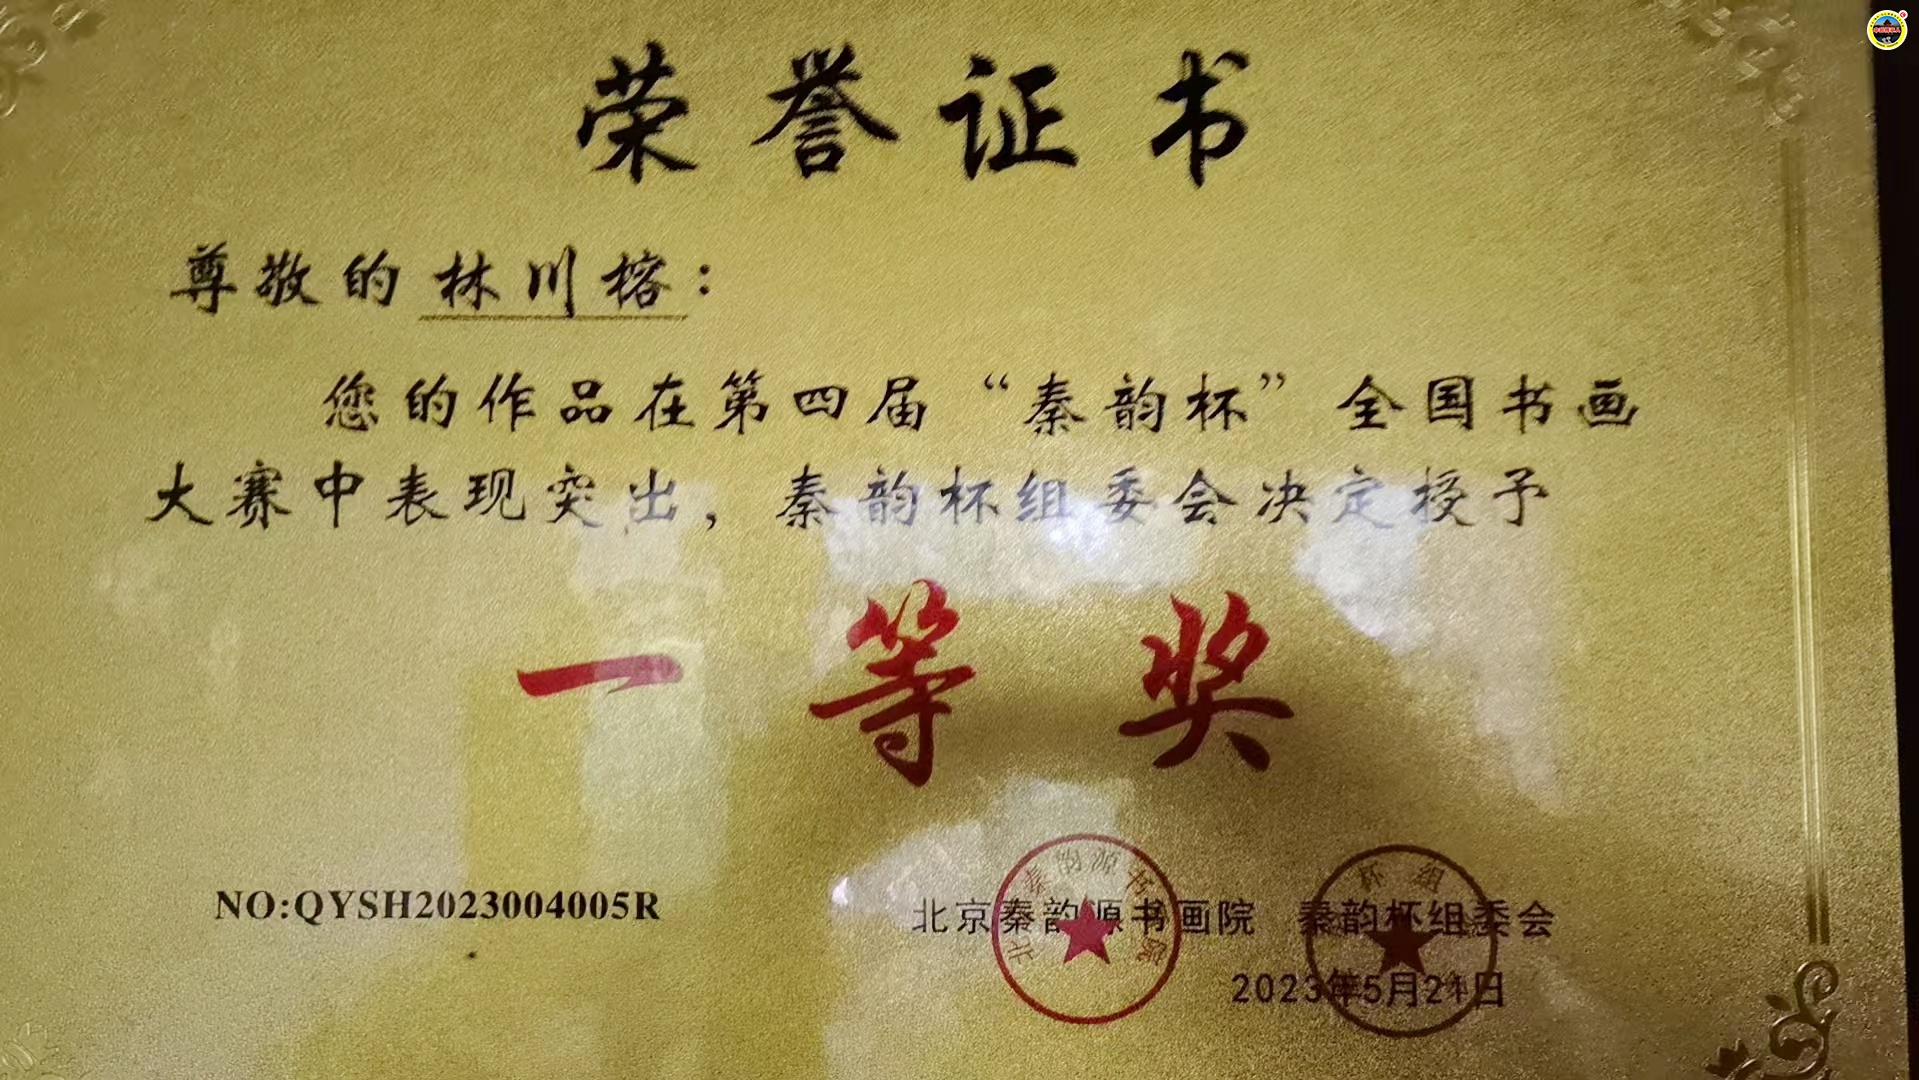 荣誉证书
尊敬的 林川榕：
您的作品在第四届“秦韵杯”全国书画
大赛中表现突出，秦韵杯组委会决定授予
一等奖
NO:QYSH2023004005R
北京秦韵源书画院 秦韵杯组委会
2023年5月21日